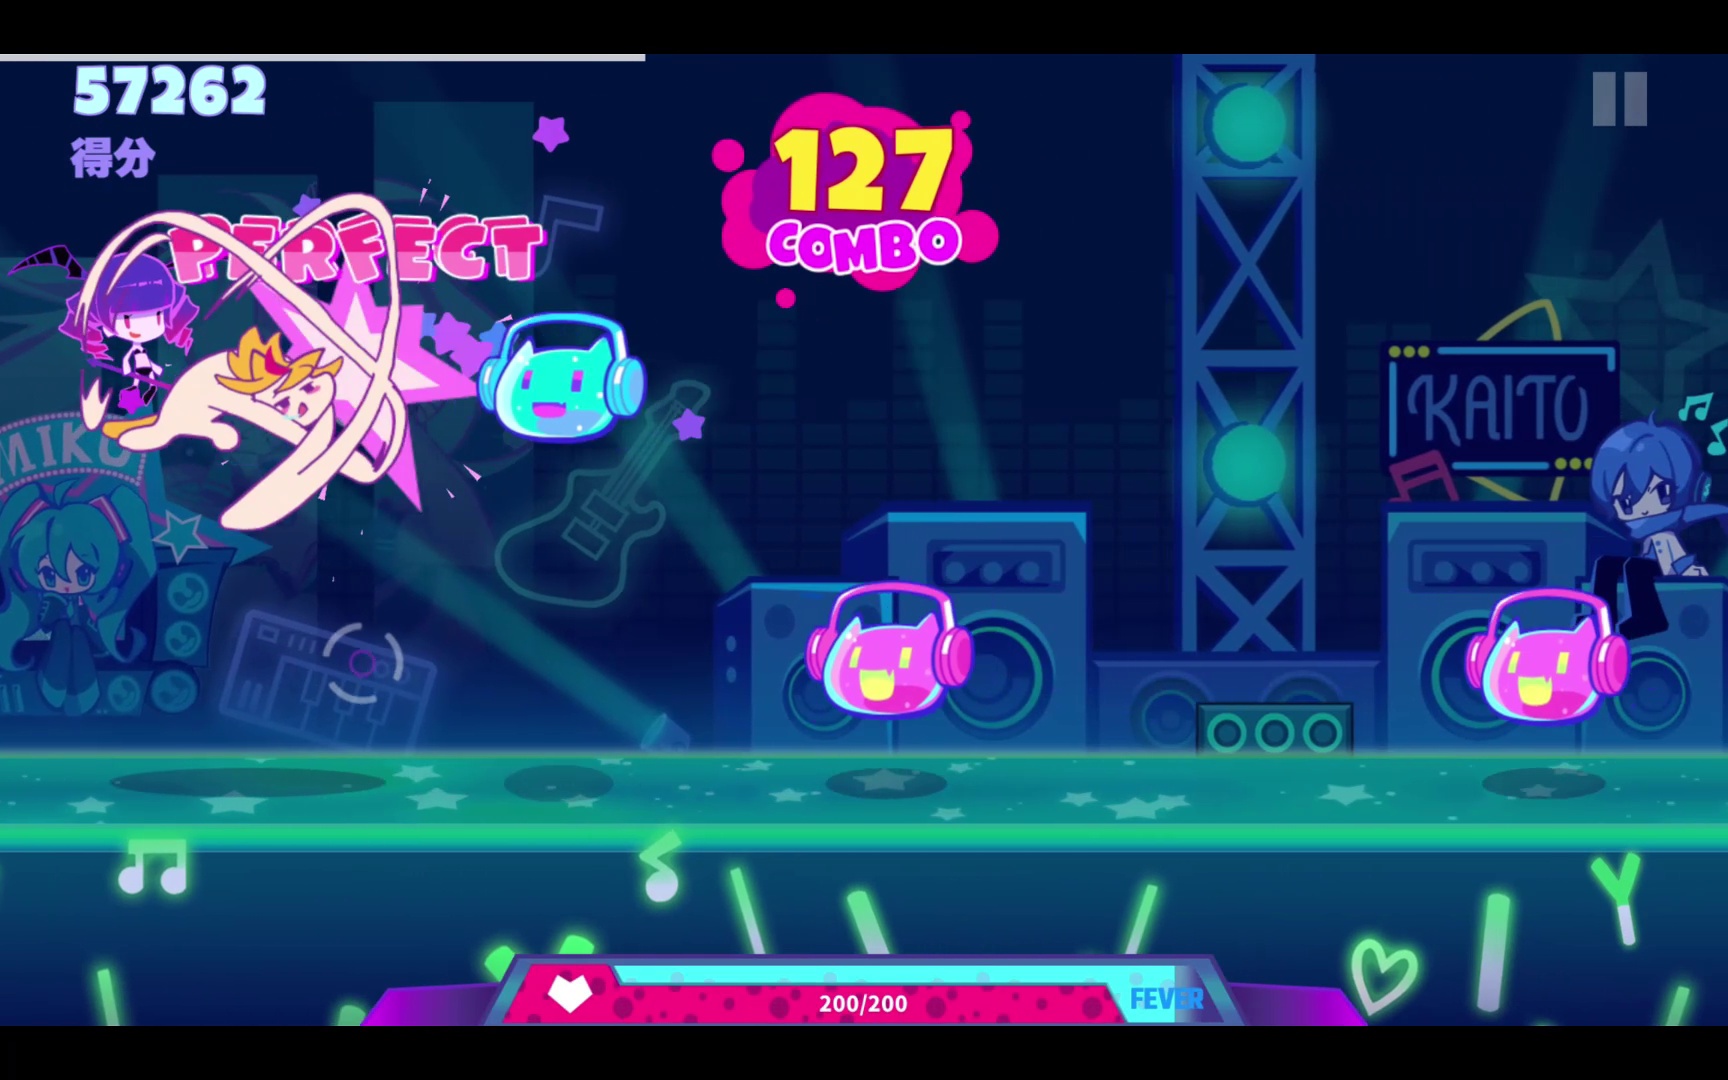 57262
得分
PERFECT
127
COMBO
KAITO
MIKU
200/200
FEVER